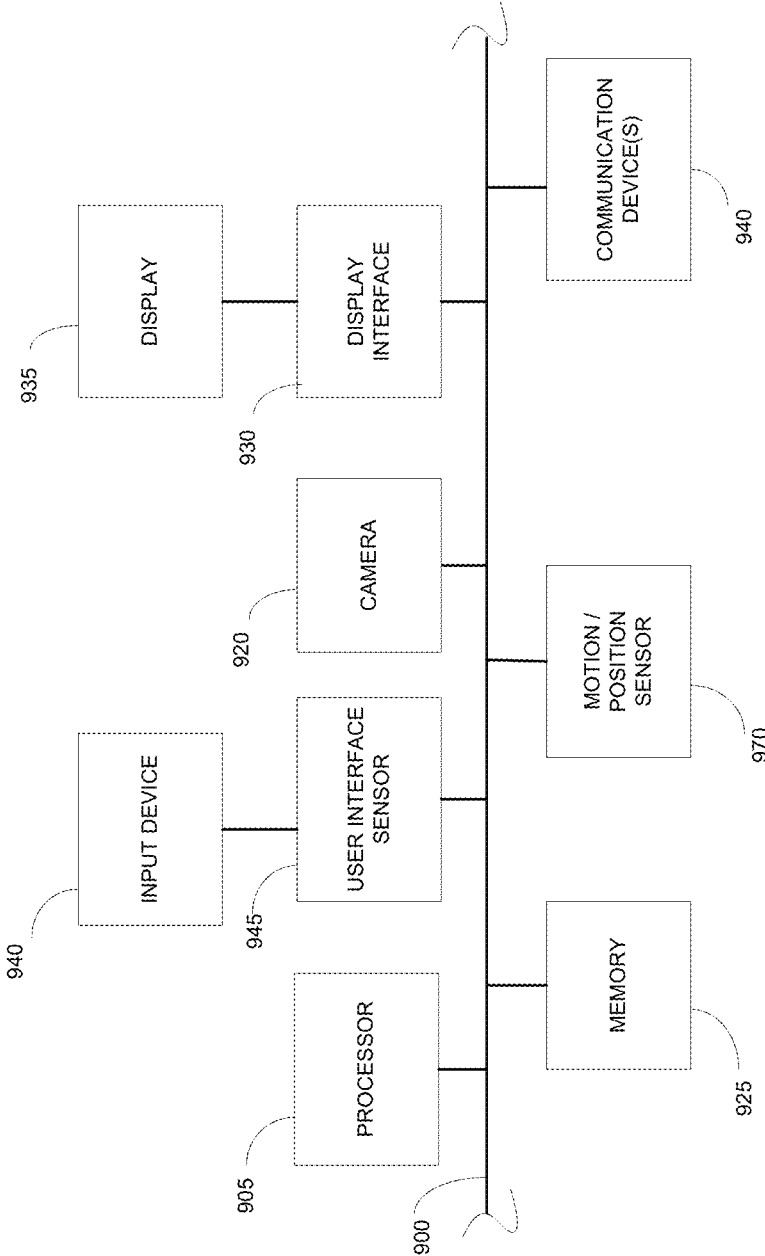 940
INPUT DEVICE
935
DISPLAY
905
PROCESSOR
945
USER INTERFACE
SENSOR
920
CAMERA
930
DISPLAY
INTERFACE
900
925
MEMORY
970
MOTION /
POSITION
SENSOR
940
COMMUNICATION
DEVICE(S)